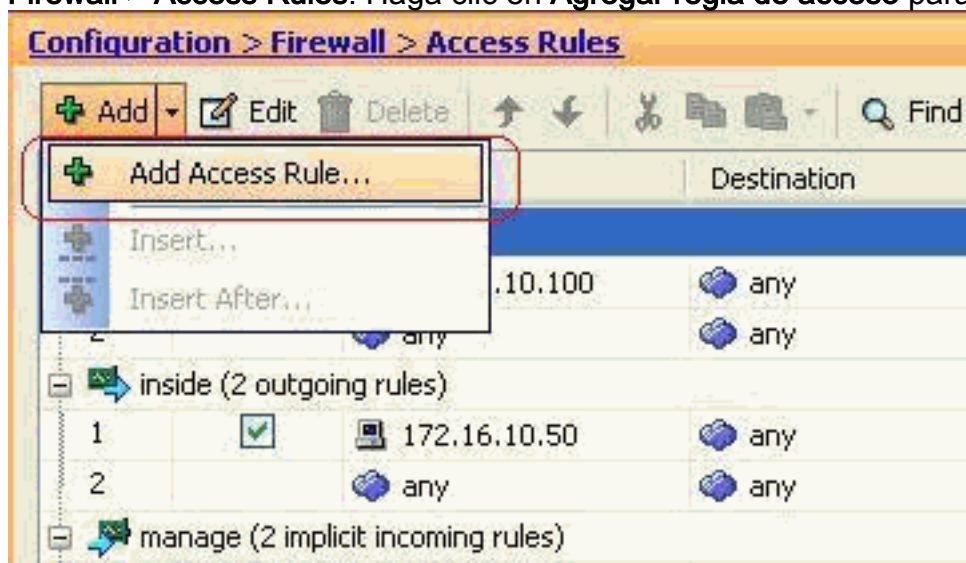 Firewall > Access Rules. Haga clic en Agregar regla de acceso para
Configuration > Firewall > Access Rules
Add Edit Delete Find
Add Access Rule...
Destination
Insert...
Insert After...
.10.100 any
2 any any
inside (2 outgoing rules)
1 172.16.10.50 any
2 any any
manage (2 implicit incoming rules)